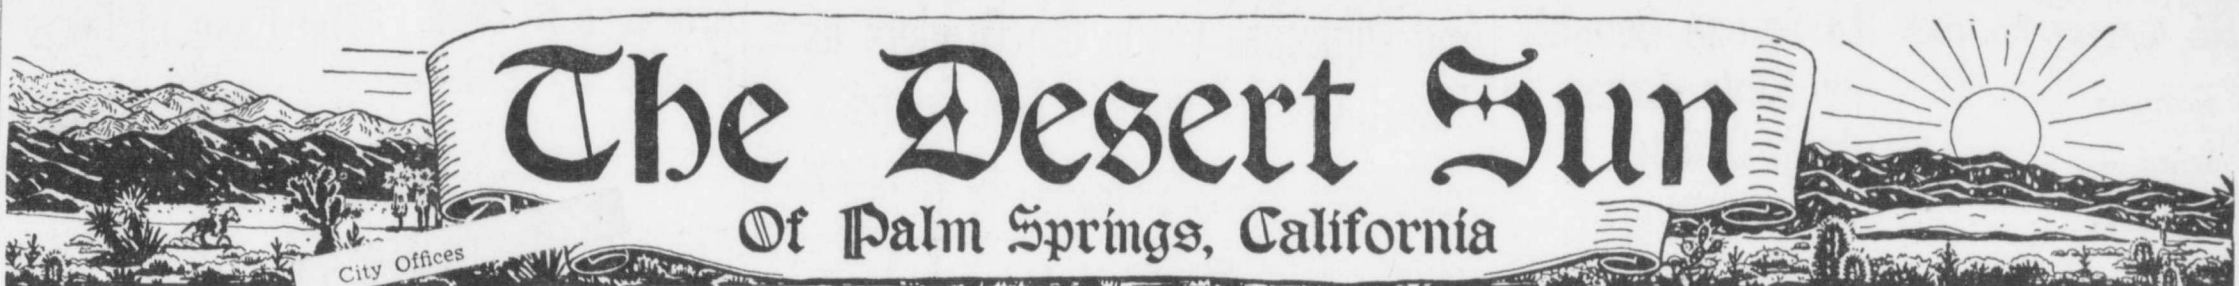 The Desert Sun
Of Palm Springs, California
City Offices